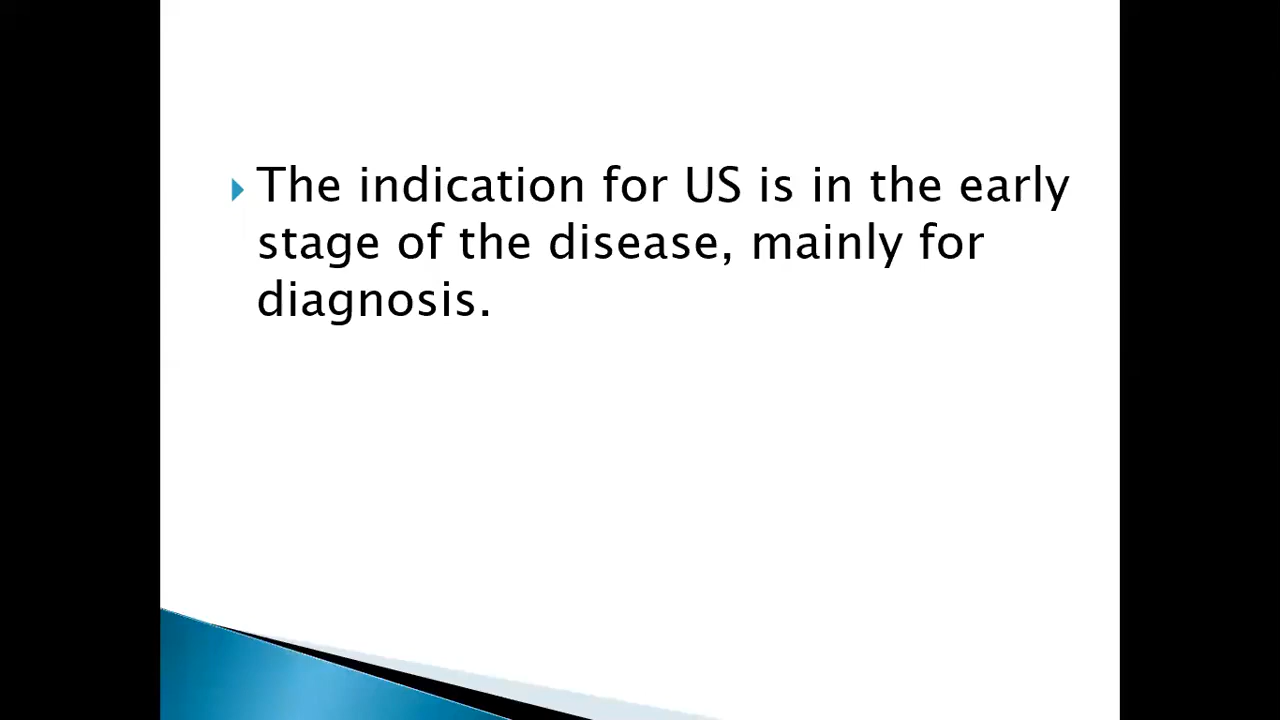 The indication for US is in the early
stage of the disease, mainly for
diagnosis.